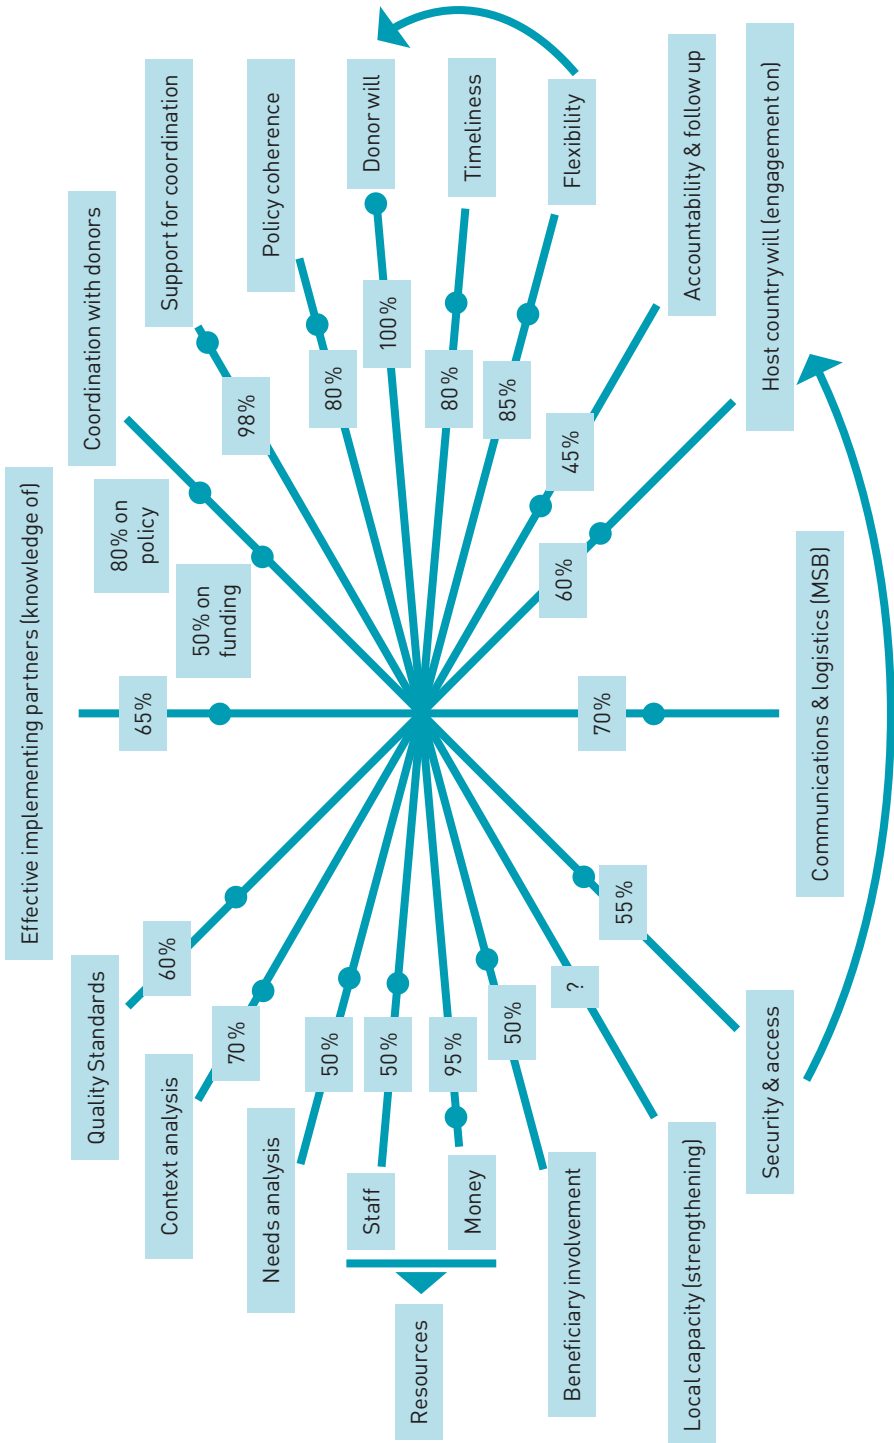 Effective implementing partners (knowledge of)
65%
Coordination with donors
80% on
policy
50% on
funding
Support for coordination
98%
Policy coherence
80%
Donor will
100%
Timeliness
80%
Flexibility
85%
Accountability & follow up
45%
Host country will (engagement on)
60%
Communications & logistics (MSB)
70%
Security & access
55%
Local capacity (strengthening)
?
Beneficiary involvement
50%
Money
95%
Staff
50%
Resources
Needs analysis
50%
Context analysis
70%
Quality Standards
60%